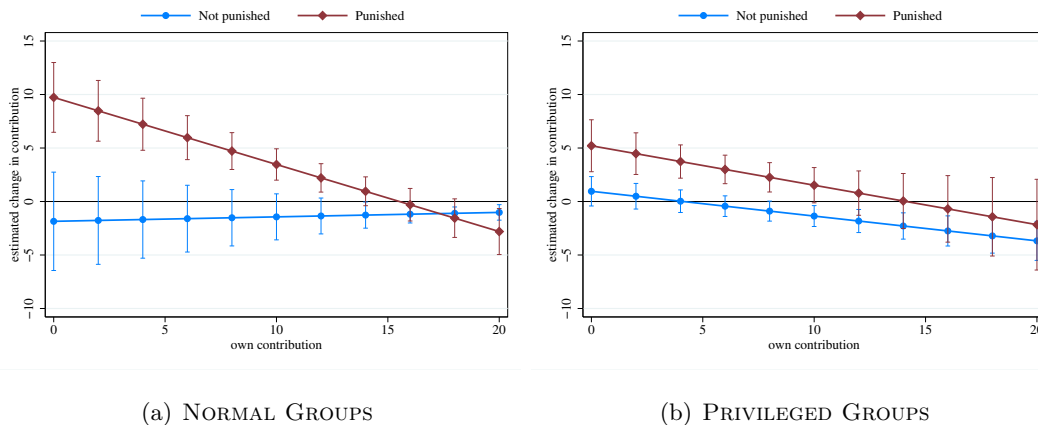 Not punished Punished
15
10
5
0
−5
−10
estimated change in contribution
0 5 10 15 20
own contribution
(a) NORMAL GROUPS
Not punished Punished
15
10
5
0
−5
−10
estimated change in contribution
0 5 10 15 20
own contribution
(b) PRIVILEGED GROUPS